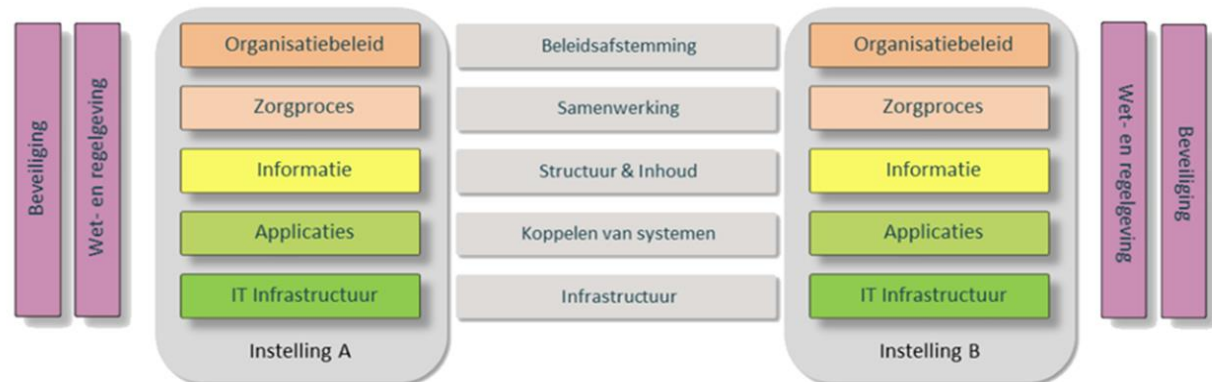 Beveiliging
Wet- en regelgeving
Organisatiebeleid
Zorgproces
Informatie
Applicaties
IT Infrastructuur
Instelling A
Beleidsafstemming
Samenwerking
Structuur & Inhoud
Koppelen van systemen
Infrastructuur
Organisatiebeleid
Zorgproces
Informatie
Applicaties
IT Infrastructuur
Instelling B
Wet- en regelgeving
Beveiliging